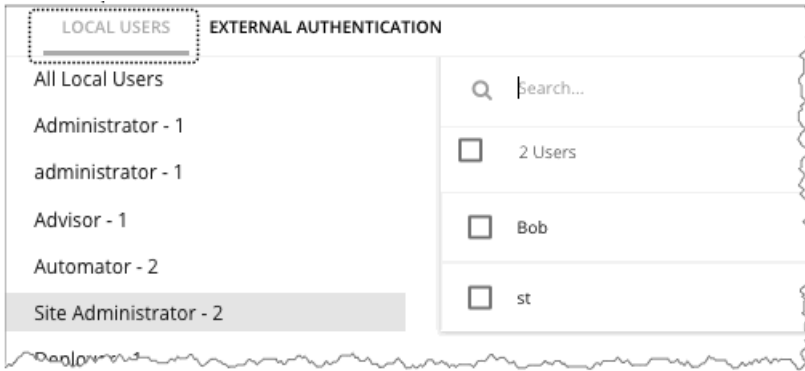 LOCAL USERS EXTERNAL AUTHENTICATION
All Local Users
Administrator - 1
administrator - 1
Advisor - 1
Automator - 2
Site Administrator - 2
Search...
2 Users
Bob
st